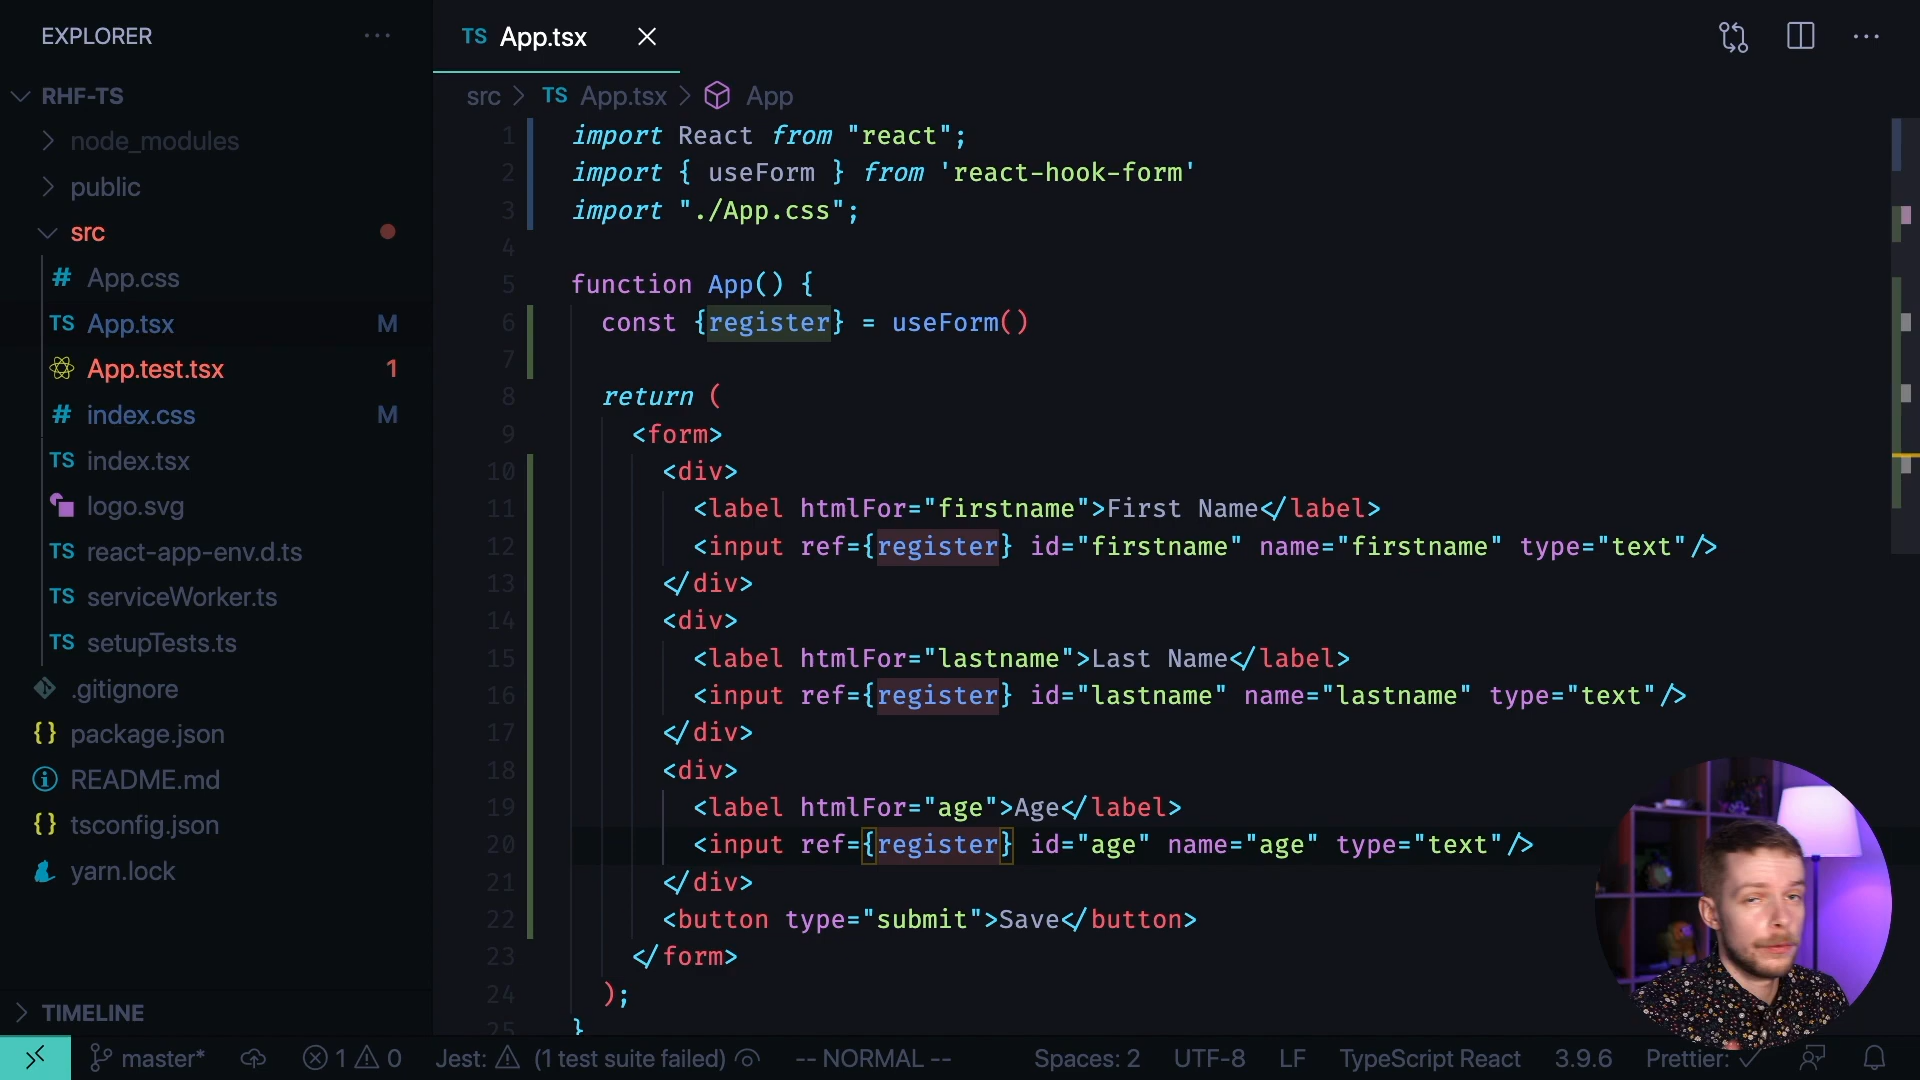 EXPLORER
RHF-TS
node_modules
public
src
# App.css
TS App.tsx M
App.test.tsx 1
# index.css M
TS index.tsx
logo.svg
TS react-app-env.d.ts
TS serviceWorker.ts
TS setupTests.ts
.gitignore
{} package.json
README.md
{} tsconfig.json
yarn.lock
TIMELINE
TS App.tsx
src > TS App.tsx > App
1 import React from "react";
2 import { useForm } from 'react-hook-form'
3 import "./App.css";
4
5 function App() {
6 const {register} = useForm()
7
8 return (
9 <form>
10 <div>
11 <label htmlFor="firstname">First Name</label>
12 <input ref={register} id="firstname" name="firstname" type="text"/>
13 </div>
14 <div>
15 <label htmlFor="lastname">Last Name</label>
16 <input ref={register} id="lastname" name="lastname" type="text"/>
17 </div>
18 <div>
19 <label htmlFor="age">Age</label>
20 <input ref={register} id="age" name="age" type="text"/>
21 </div>
22 <button type="submit">Save</button>
23 </form>
24 );
25 }
master* 1 0 Jest: (1 test suite failed) -- NORMAL -- Spaces: 2 UTF-8 LF TypeScript React 3.9.6 Prettier: ✓